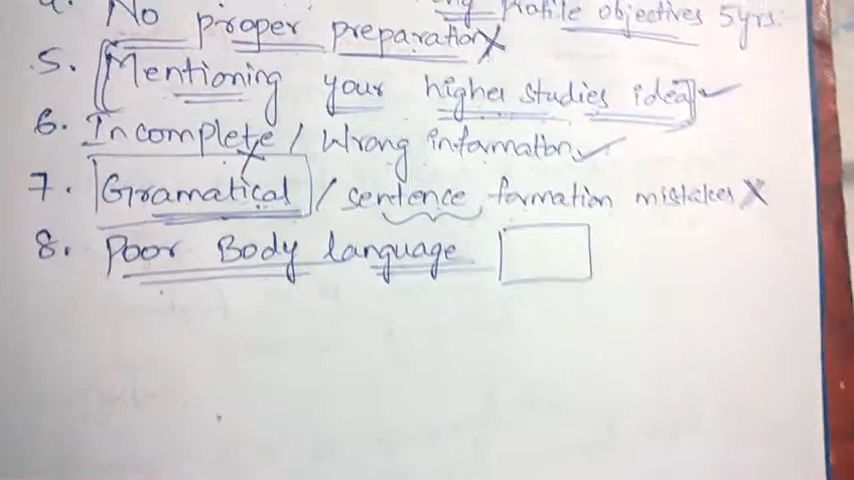 profile objectives 5yrs.
4. No proper preparation
5. Mentioning your higher studies idea
6. Incomplete / Wrong information
7. Gramatical / sentence formation mistakes
8. Poor Body language